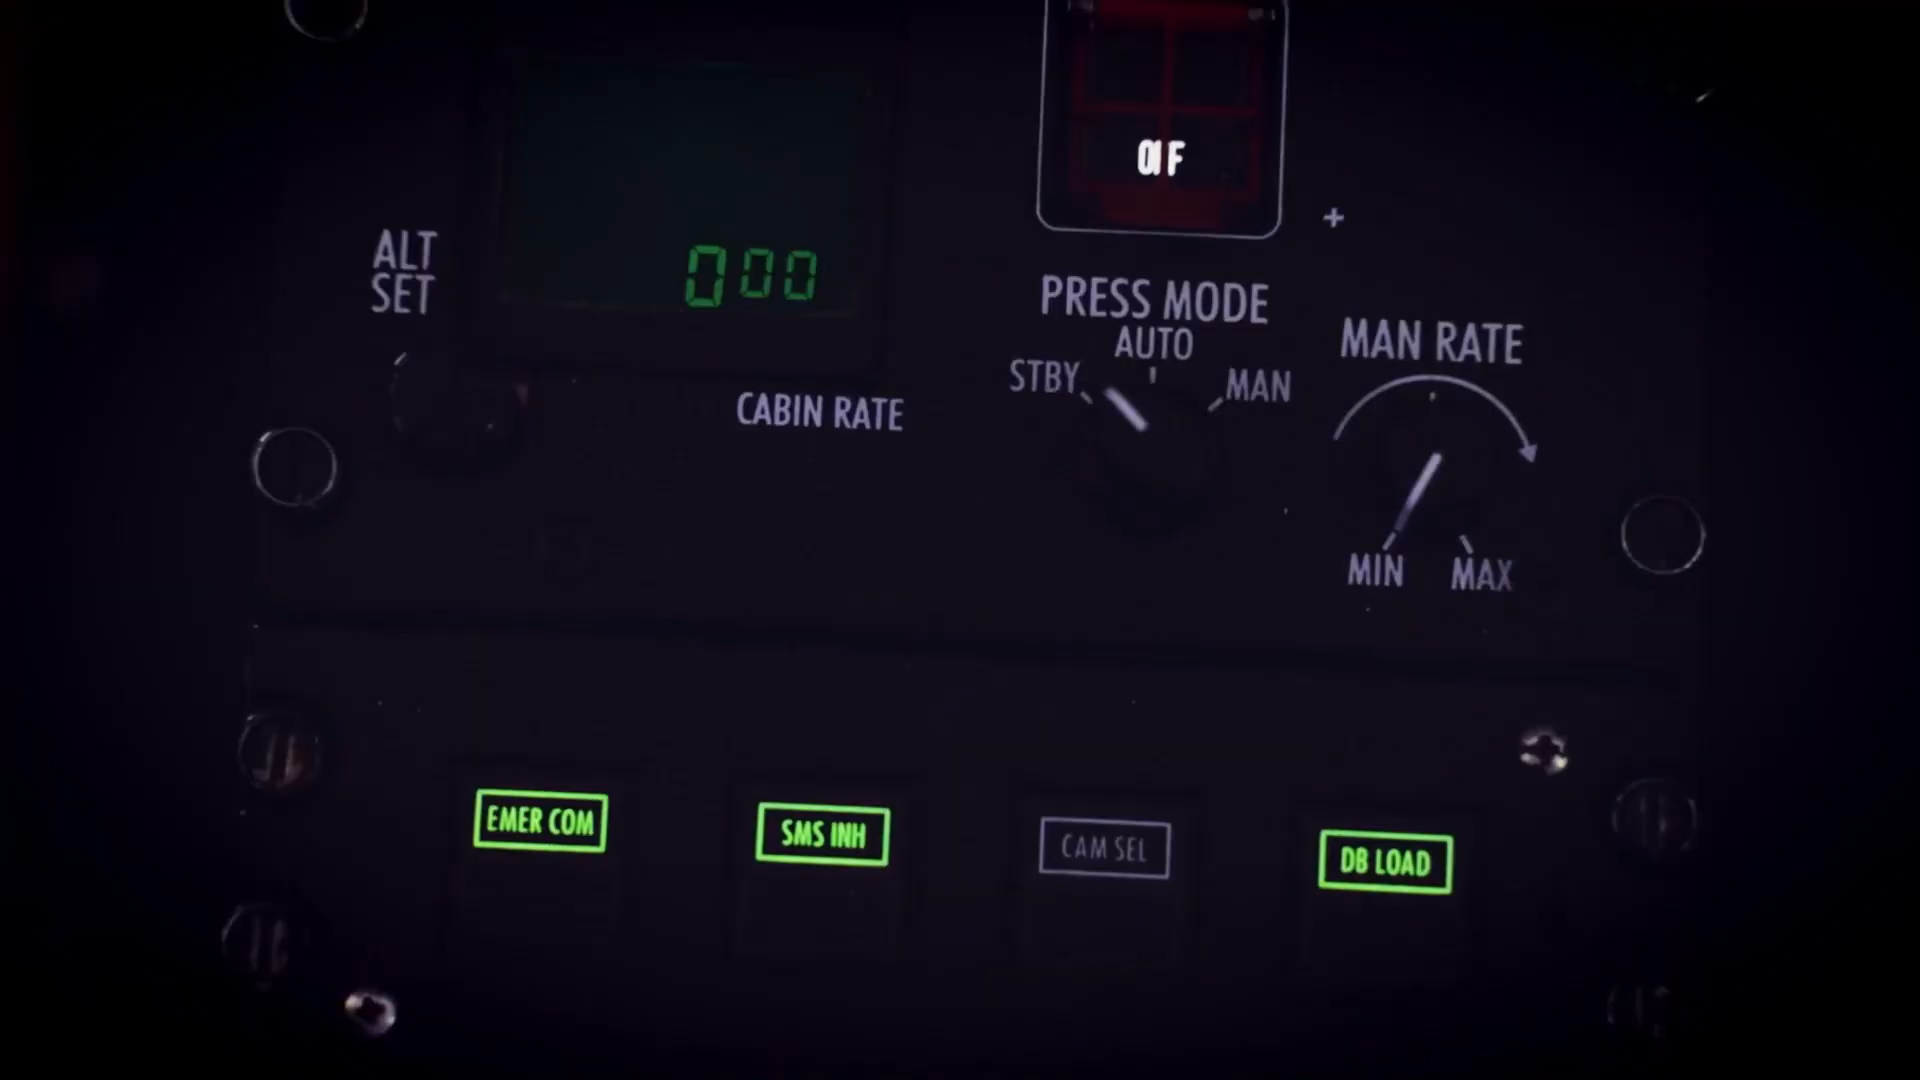 ALT
SET
000
CABIN RATE
PRESS MODE
AUTO
STBY
MAN
MAN RATE
MIN
MAX
EMER COM
SMS INH
CAM SEL
DB LOAD